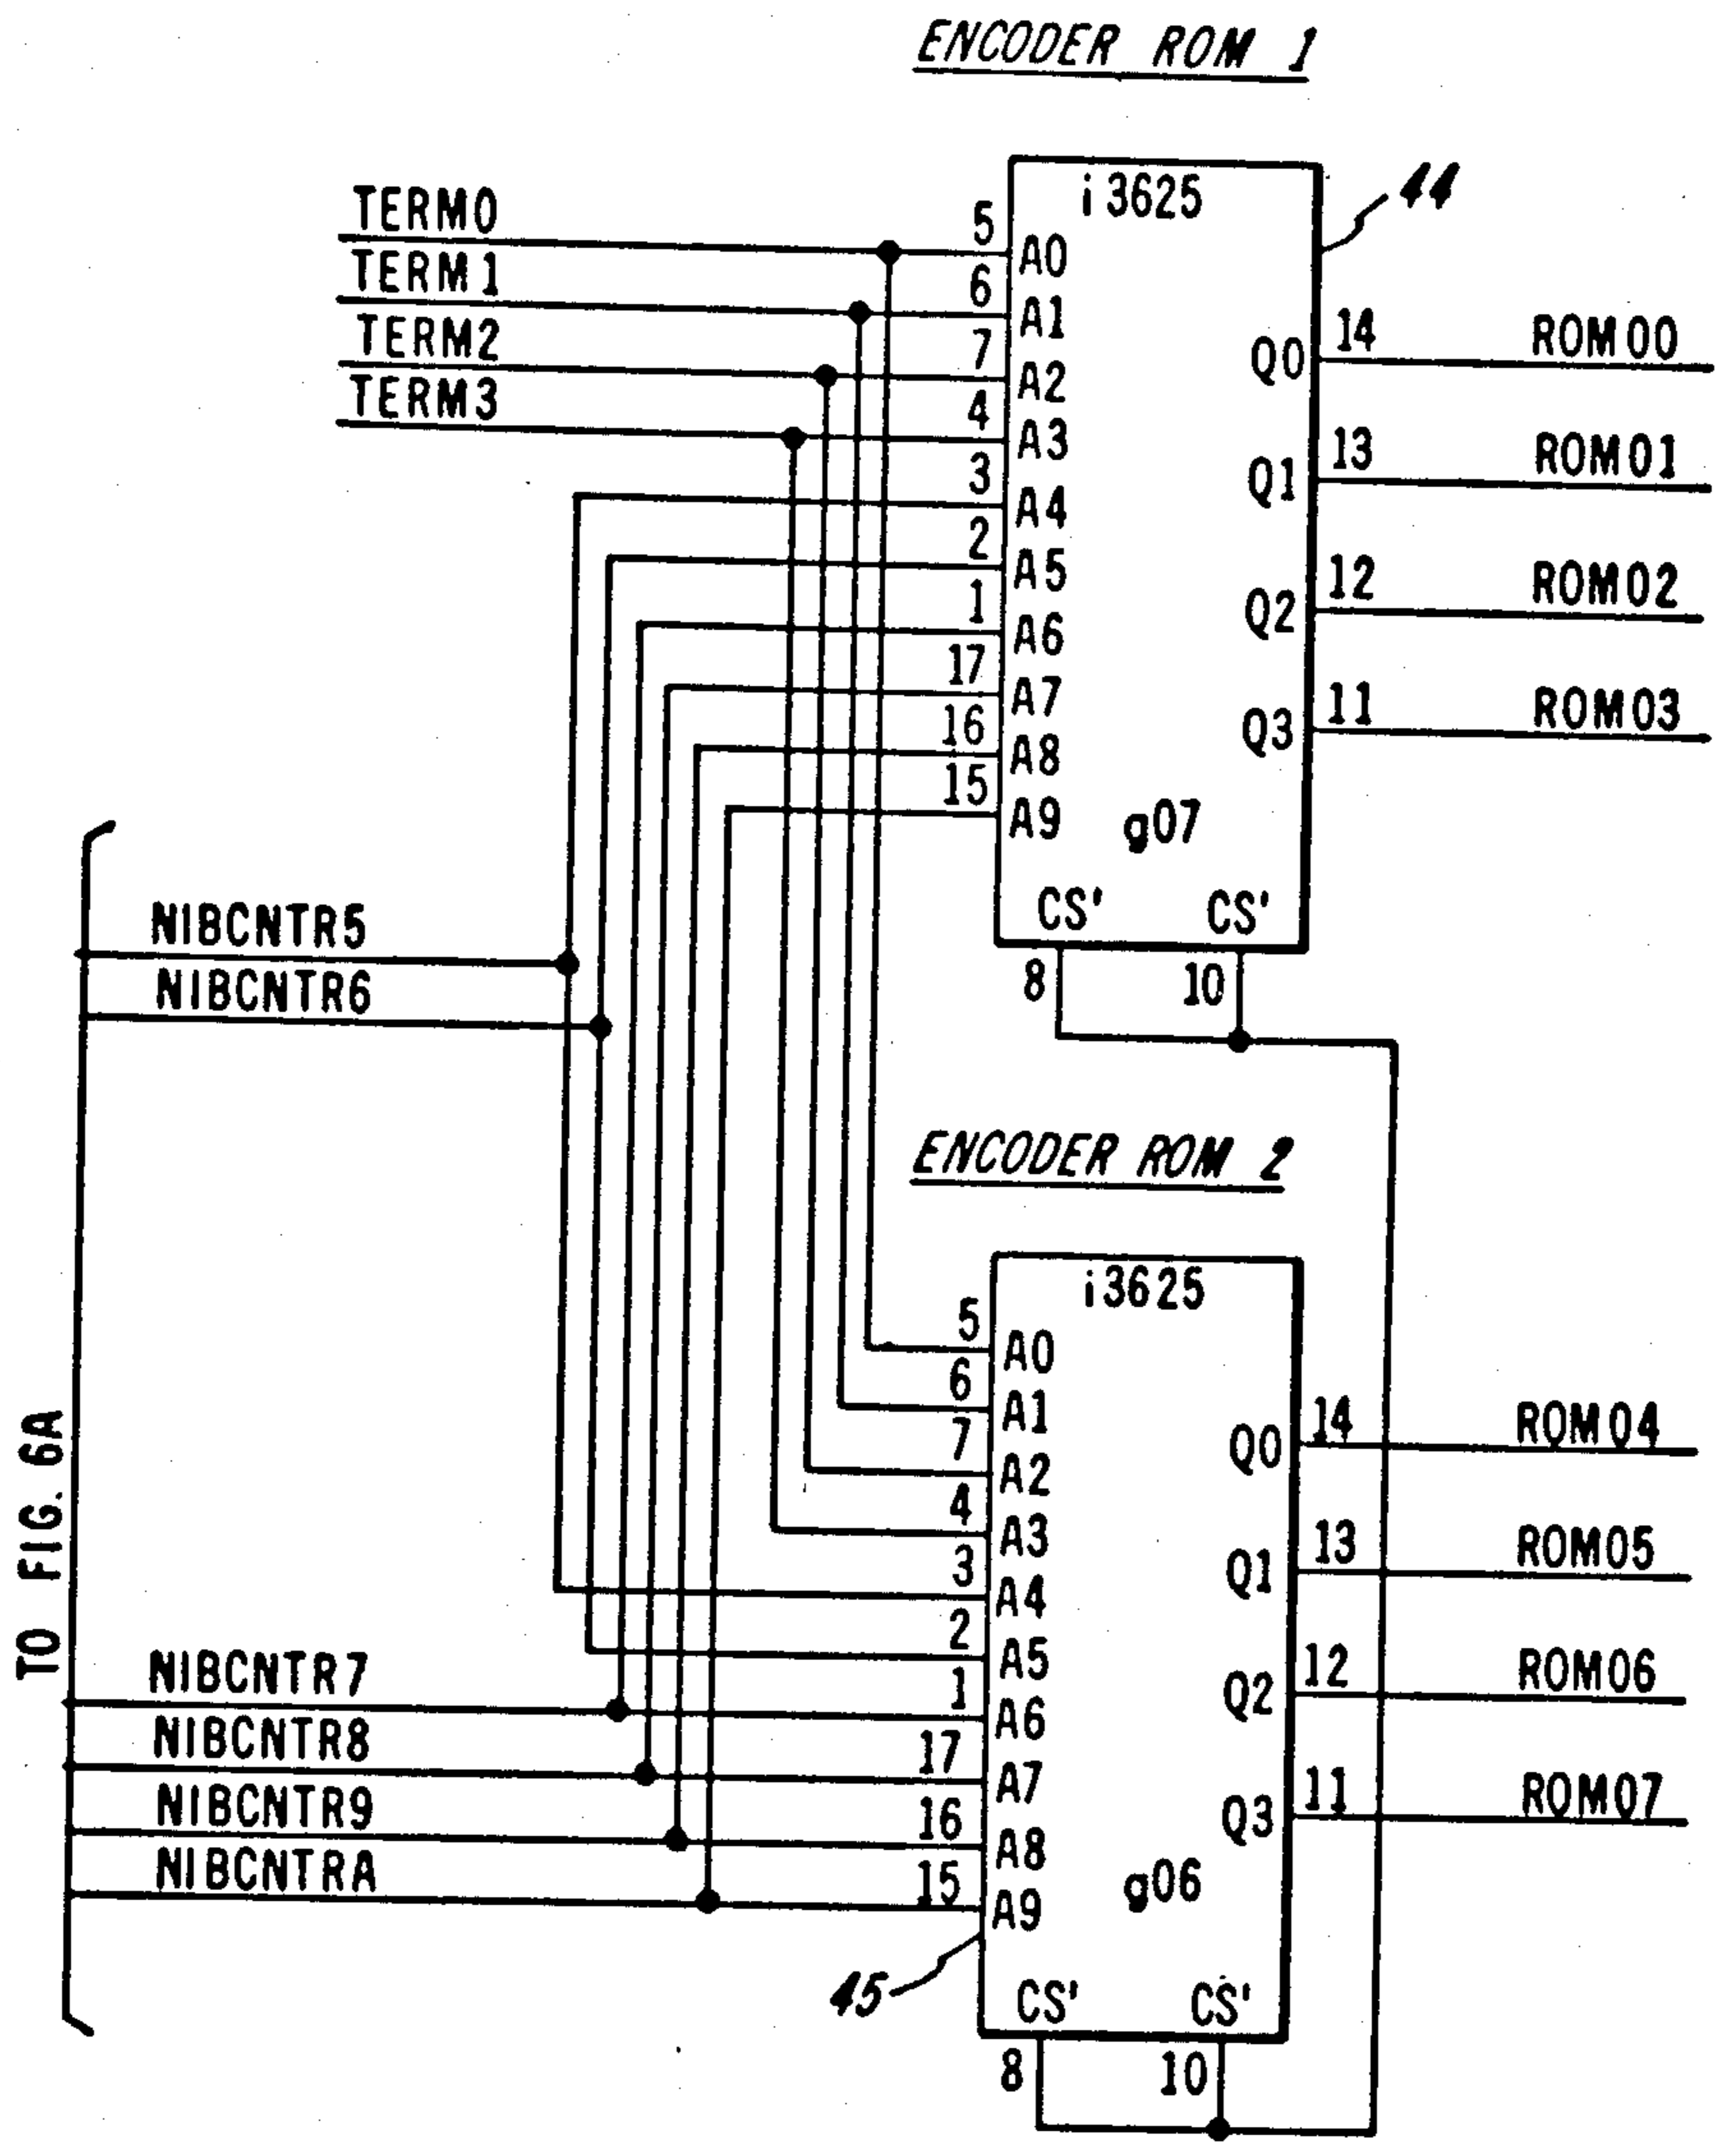 ENCODER ROM 1
i3625
44
TERM0
TERM1
TERM2
TERM3
5 A0
6 A1
7 A2
4 A3
3 A4
2 A5
1 A6
17 A7
16 A8
15 A9
Q0 14 ROM00
Q1 13 ROM01
Q2 12 ROM02
Q3 11 ROM03
g07
CS' CS'
8 10
NIBCNTR5
NIBCNTR6
TO FIG. 6A
ENCODER ROM 2
i3625
5 A0
6 A1
7 A2
4 A3
3 A4
2 A5
NIBCNTR7 1 A6
NIBCNTR8 17 A7
NIBCNTR9 16 A8
NIBCNTRA 15 A9
Q0 14 ROM04
Q1 13 ROM05
Q2 12 ROM06
Q3 11 ROM07
g06
45
CS' CS'
8 10